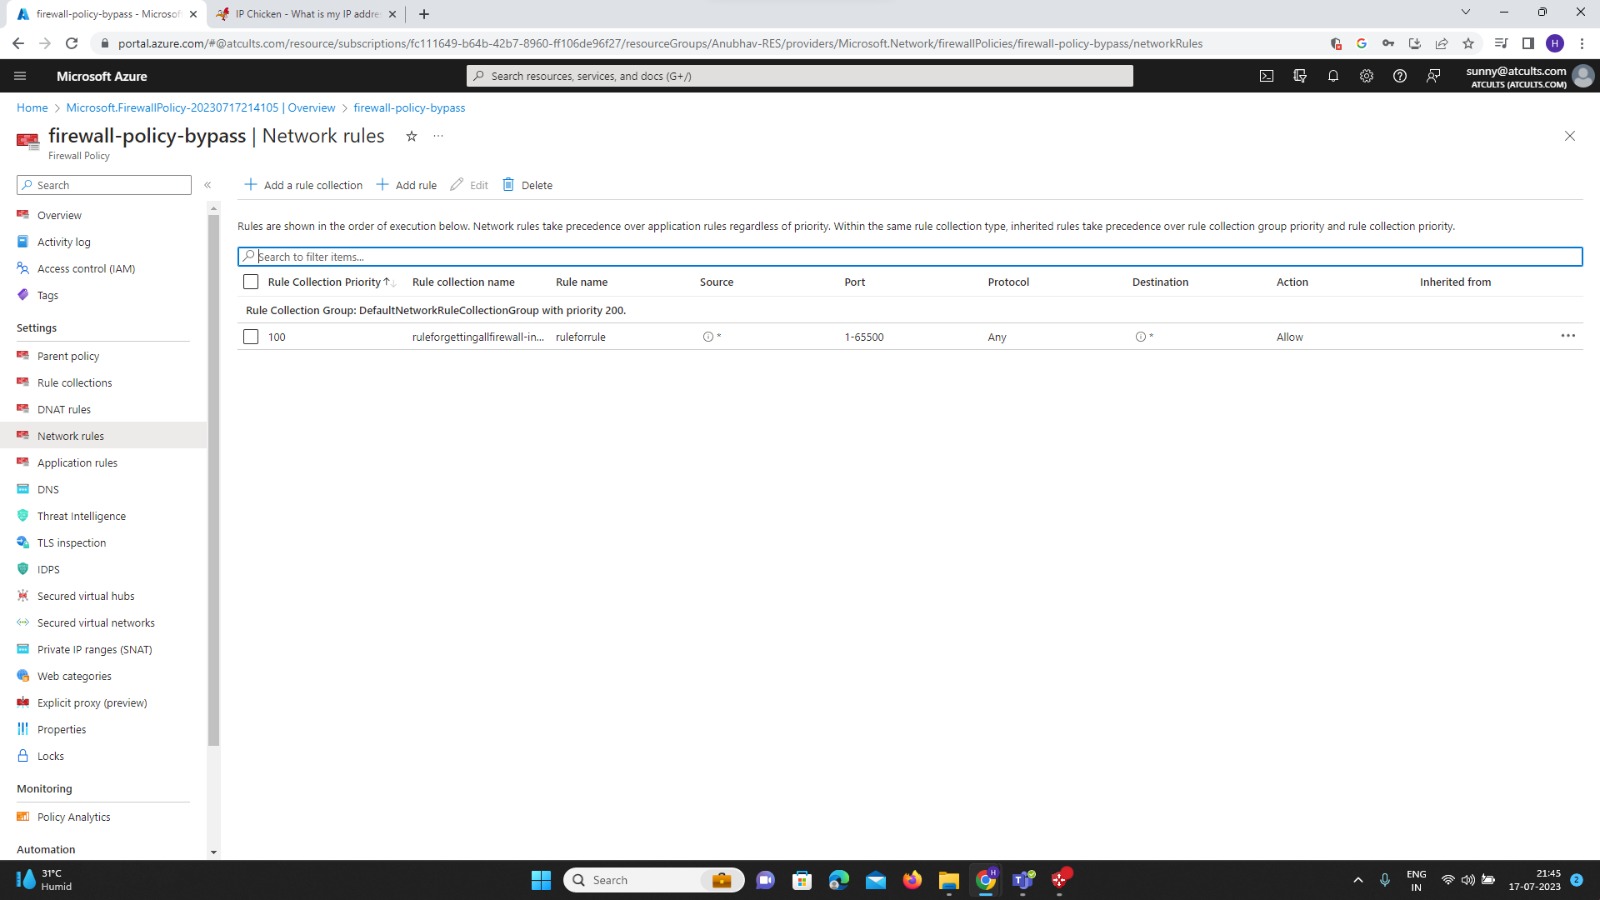 firewall-policy-bypass - Microsof
IP Chicken - What is my IP addre
portal.azure.com/#@atcults.com/resource/subscriptions/fc111649-b64b-42b7-8960-ff106de96f27/resourceGroups/Anubhav-RES/providers/Microsoft.Network/firewallPolicies/firewall-policy-bypass/networkRules
H
Microsoft Azure
Search resources, services, and docs (G+/)
sunny@atcults.com
ATCULTS (ATCULTS.COM)
Home > Microsoft.FirewallPolicy-20230717214105 | Overview > firewall-policy-bypass
firewall-policy-bypass | Network rules
Firewall Policy
Search
Overview
Activity log
Access control (IAM)
Tags
Settings
Parent policy
Rule collections
DNAT rules
Network rules
Application rules
DNS
Threat Intelligence
TLS inspection
IDPS
Secured virtual hubs
Secured virtual networks
Private IP ranges (SNAT)
Web categories
Explicit proxy (preview)
Properties
Locks
Monitoring
Policy Analytics
Automation
Add a rule collection Add rule Edit Delete
Rules are shown in the order of execution below. Network rules take precedence over application rules regardless of priority. Within the same rule collection type, inherited rules take precedence over rule collection group priority and rule collection priority.
Search to filter items...
Rule Collection Priority Rule collection name Rule name Source Port Protocol Destination Action Inherited from
Rule Collection Group: DefaultNetworkRuleCollectionGroup with priority 200.
100 ruleforgettingallfirewall-in... ruleforrule * 1-65500 Any * Allow
31°C
Humid
Search
ENG
IN
21:45
17-07-2023
2